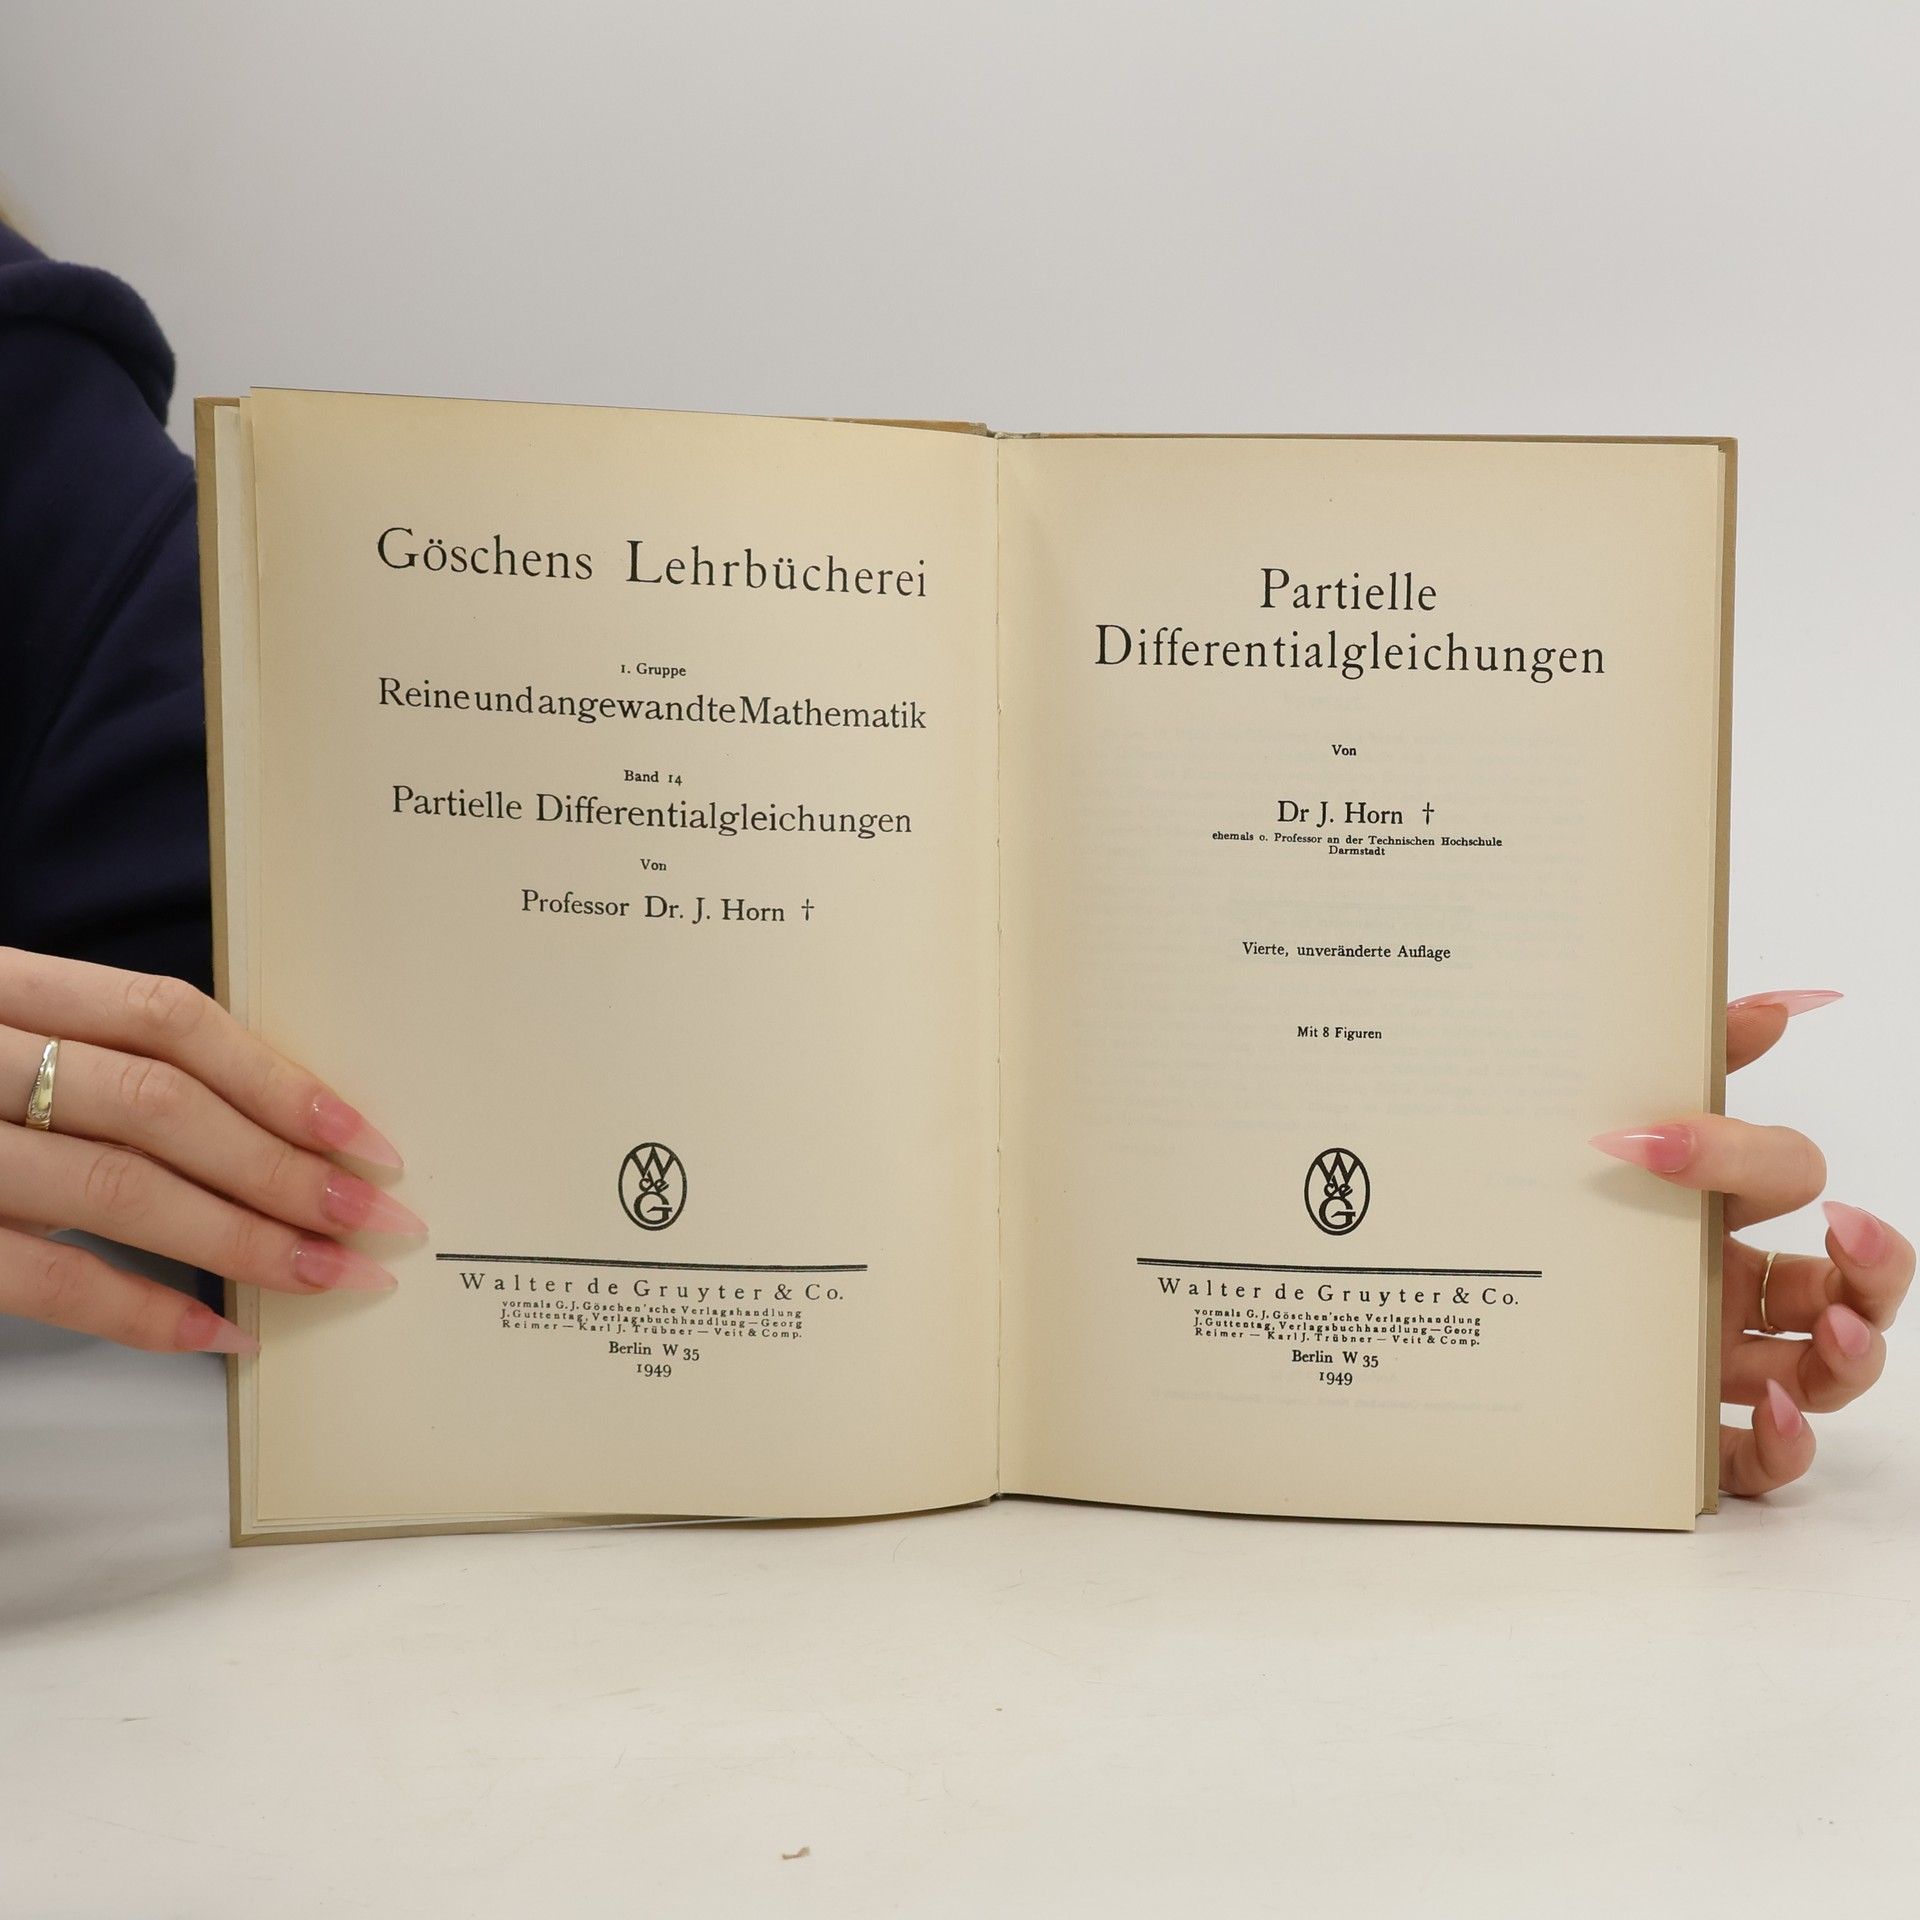 Göschens Lehrbücherei
1. Gruppe
Reine und angewandte Mathematik
Band 14
Partielle Differentialgleichungen
Von
Professor Dr. J. Horn †
W de G
Walter de Gruyter & Co.
vormals G. J. Göschen'sche Verlagshandlung
J. Guttentag, Verlagsbuchhandlung — Georg
Reimer — Karl J. Trübner — Veit & Comp.
Berlin W 35
1949
Partielle
Differentialgleichungen
Von
Dr J. Horn †
ehemals o. Professor an der Technischen Hochschule
Darmstadt
Vierte, unveränderte Auflage
Mit 8 Figuren
W de G
Walter de Gruyter & Co.
vormals G. J. Göschen'sche Verlagshandlung
J. Guttentag, Verlagsbuchhandlung — Georg
Reimer — Karl J. Trübner — Veit & Comp.
Berlin W 35
1949